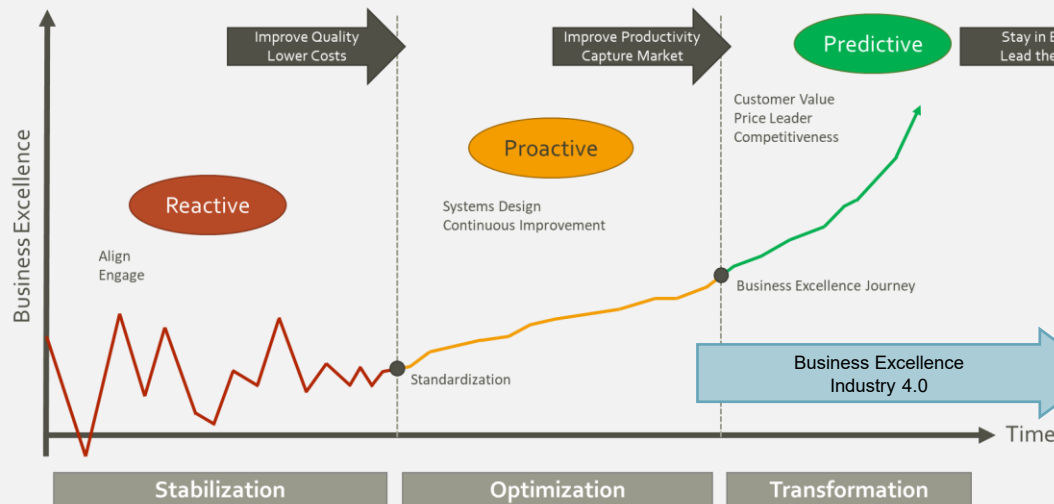 Improve Quality
Lower Costs
Improve Productivity
Capture Market
Predictive
Stay in
Lead the
Customer Value
Price Leader
Competitiveness
Proactive
Reactive
Systems Design
Continuous Improvement
Align
Engage
Business Excellence
Business Excellence Journey
Standardization
Business Excellence
Industry 4.0
Time
Stabilization
Optimization
Transformation